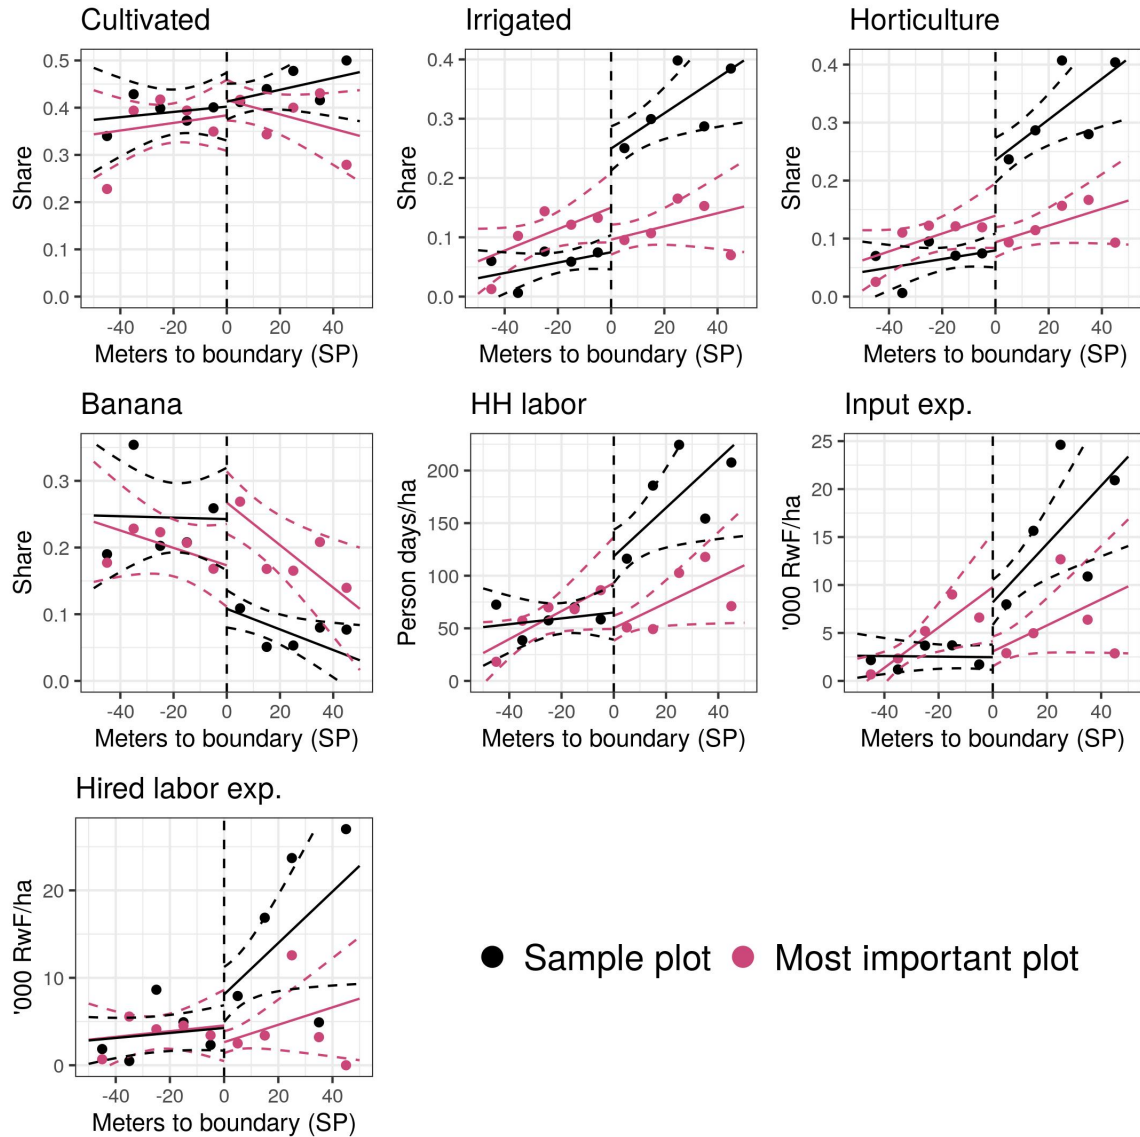 Cultivated
Irrigated
Horticulture
Share
0.5
0.4
0.3
0.2
0.1
0.0
-40 -20 0 20 40
Meters to boundary (SP)
Share
0.4
0.3
0.2
0.1
0.0
-40 -20 0 20 40
Meters to boundary (SP)
Share
0.4
0.3
0.2
0.1
0.0
-40 -20 0 20 40
Meters to boundary (SP)
Banana
HH labor
Input exp.
Share
0.3
0.2
0.1
0.0
-40 -20 0 20 40
Meters to boundary (SP)
Person days/ha
200
150
100
50
0
-40 -20 0 20 40
Meters to boundary (SP)
'000 RwF/ha
25
20
15
10
5
0
-40 -20 0 20 40
Meters to boundary (SP)
Hired labor exp.
'000 RwF/ha
20
10
0
-40 -20 0 20 40
Meters to boundary (SP)
Sample plot Most important plot